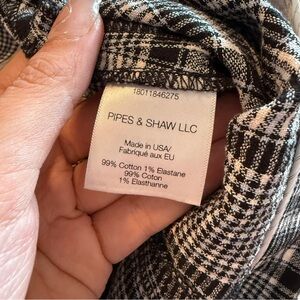 18011846275
PIPES & SHAW LLC
Made in USA/
Fabriqué aux EU
99% Cotton 1% Elastane
99% Coton
1% Elasthanne